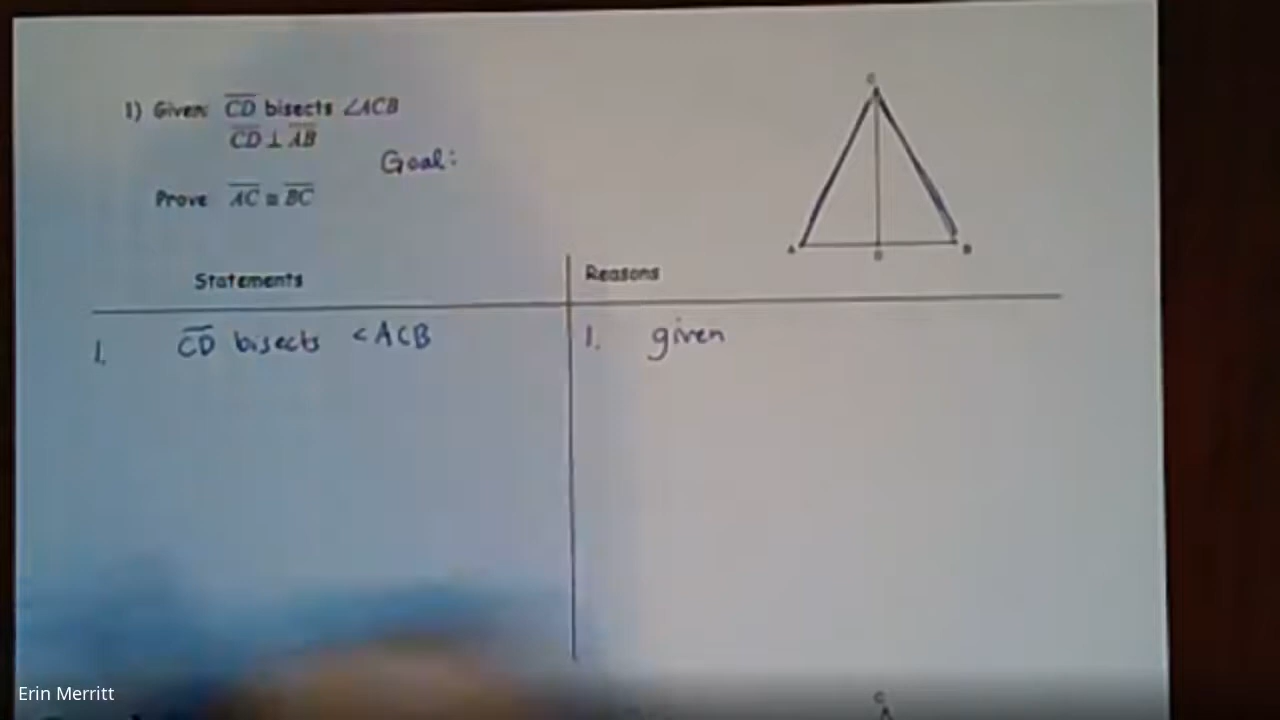 1) Given: CD bisects ∠ACB
CD ⊥ AB
Goal:
Prove AC ≅ BC
C
A
D
B
Statements
Reasons
1. CD bisects <ACB
1. given
Erin Merritt
C